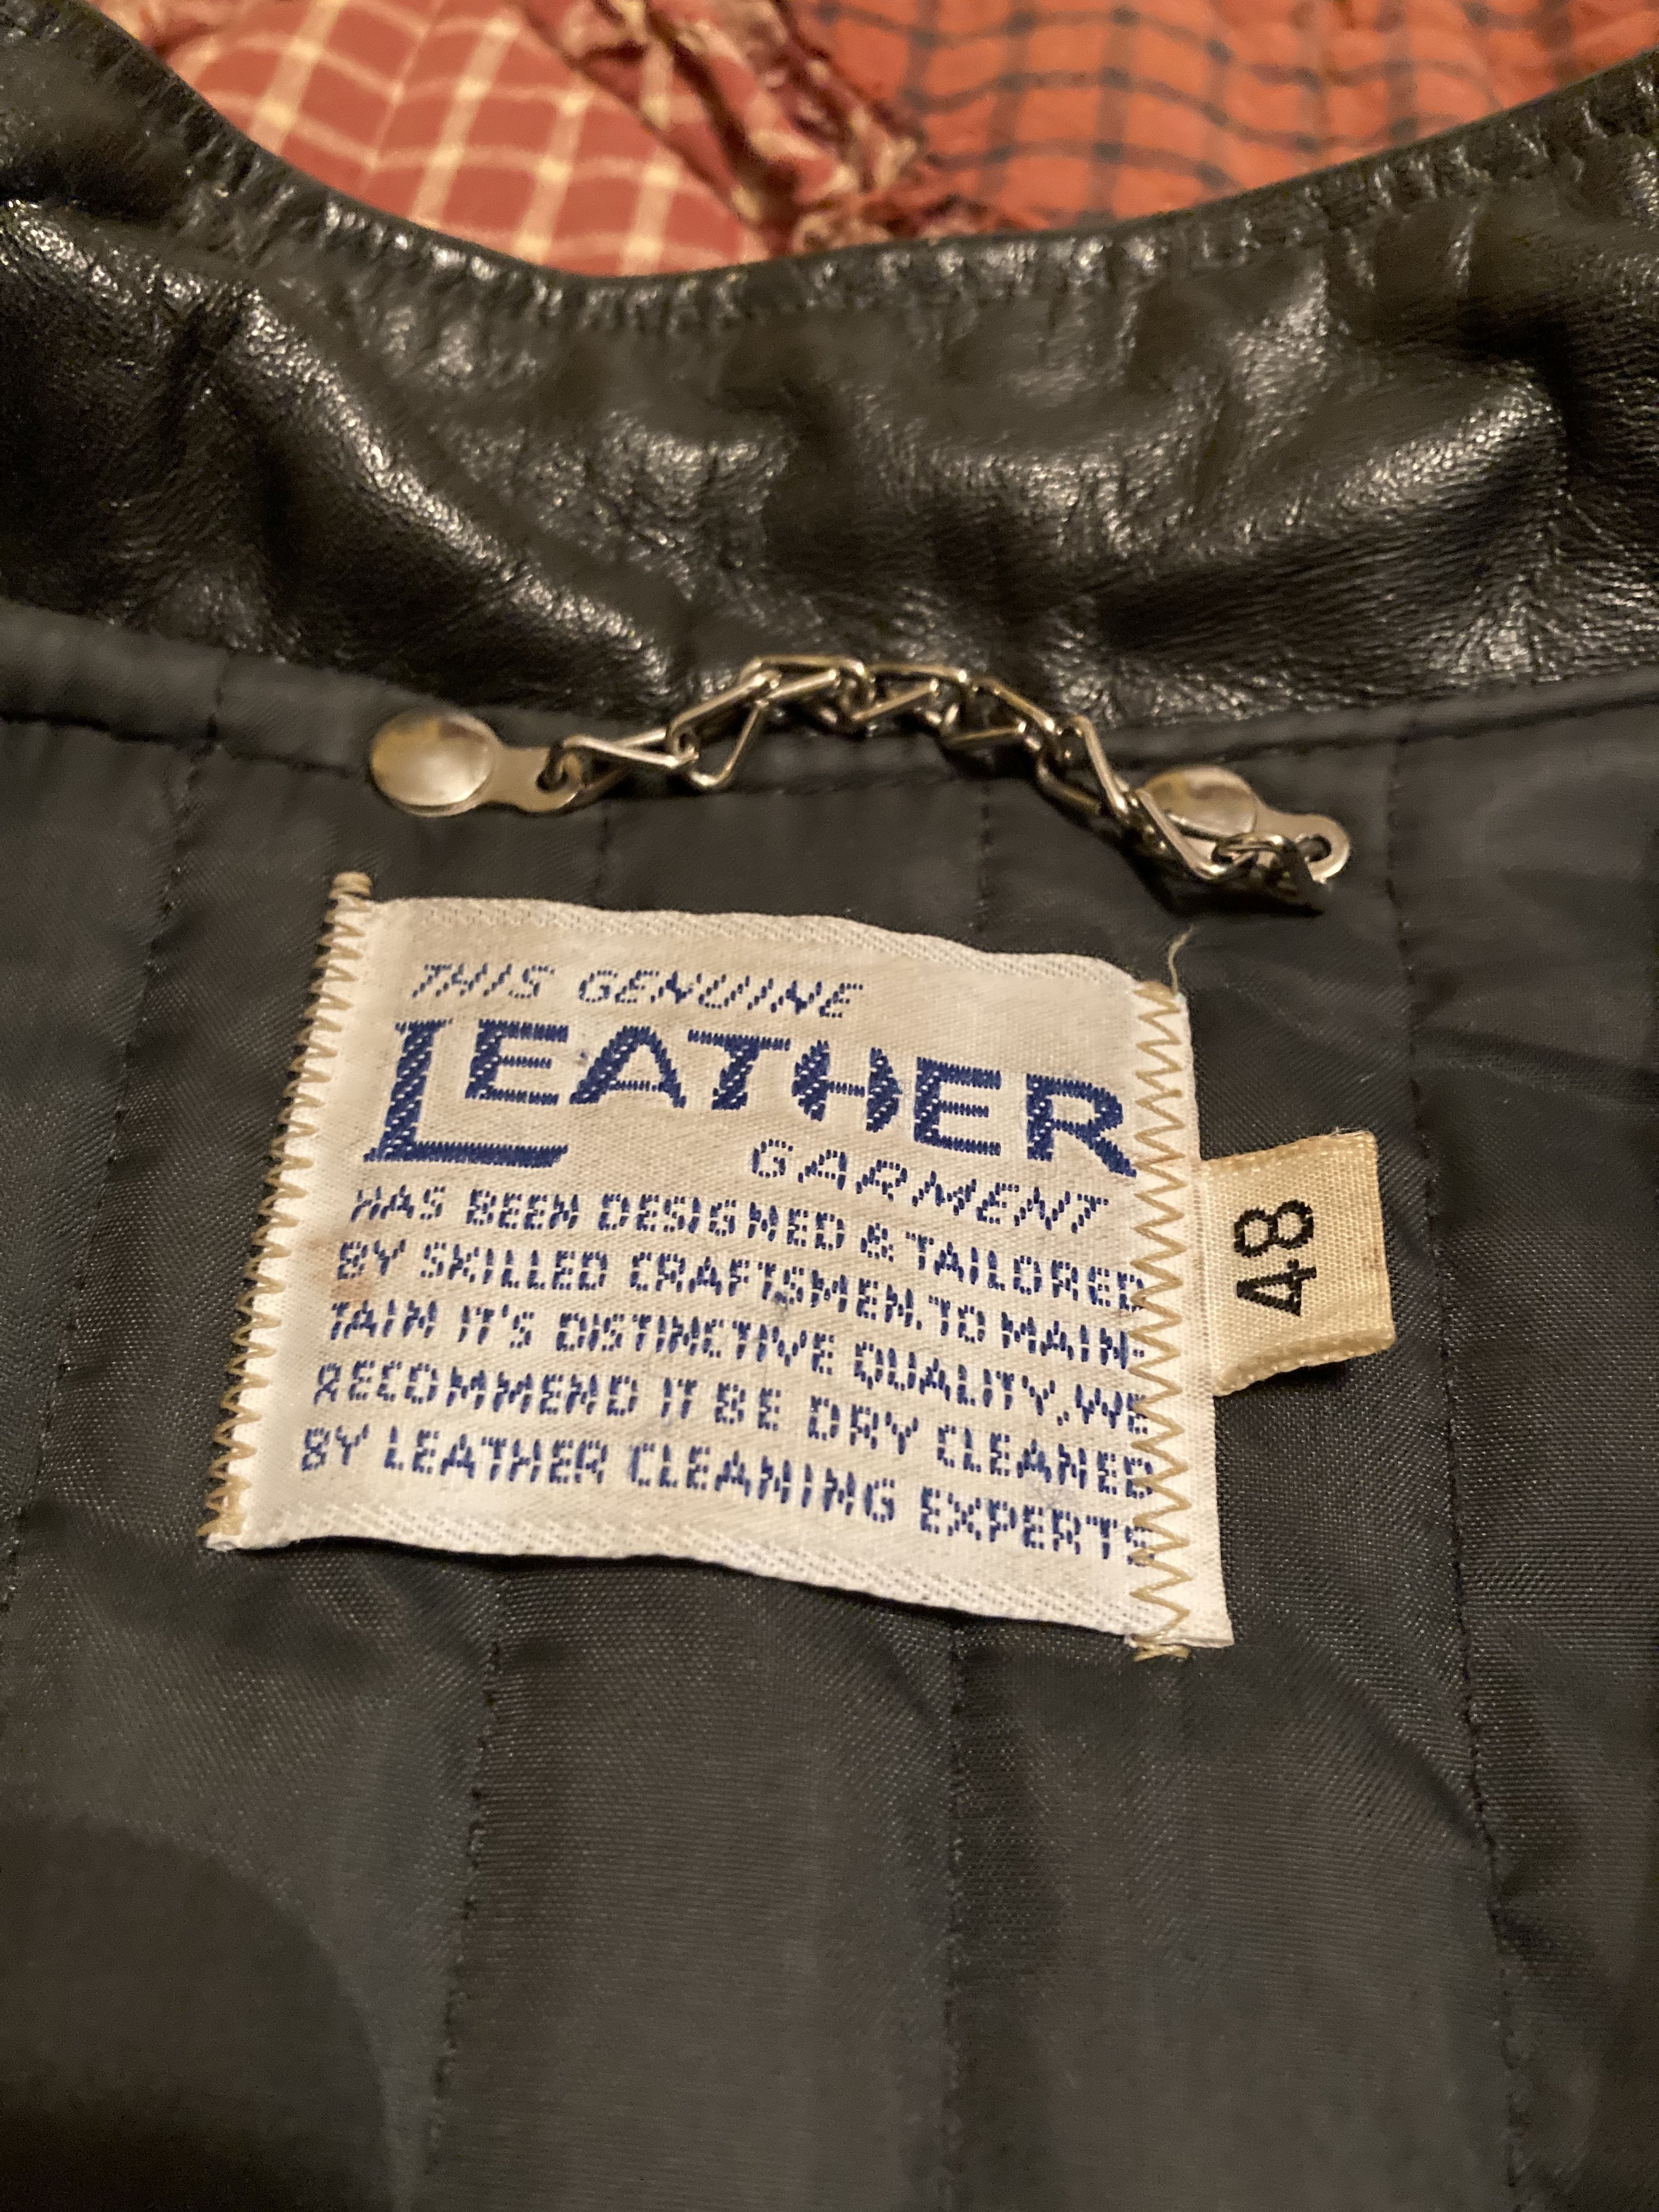 THIS GENUINE
LEATHER
GARMENT
HAS BEEN DESIGNED & TAILORED
BY SKILLED CRAFTSMEN. TO MAIN-
TAIN IT'S DISTINCTIVE QUALITY, WE
RECOMMEND IT BE DRY CLEANED
BY LEATHER CLEANING EXPERTS
48